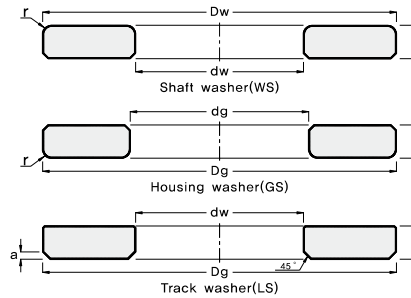 Dw
r
dw
Shaft washer(WS)
dg
r
Dg
Housing washer(GS)
dw
a
45°
Dg
Track washer(LS)